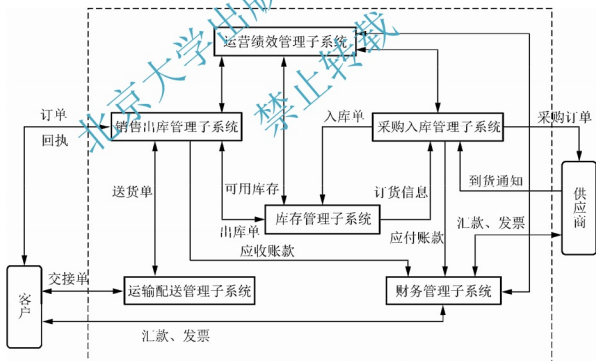 北京大学出版
禁止转载
运营绩效管理子系统
订单
回执
销售出库管理子系统
入库单
采购入库管理子系统
采购订单
送货单
可用库存
订货信息
到货通知
供应商
库存管理子系统
出库单
应收账款
应付账款
汇款、发票
客户
交接单
运输配送管理子系统
财务管理子系统
汇款、发票